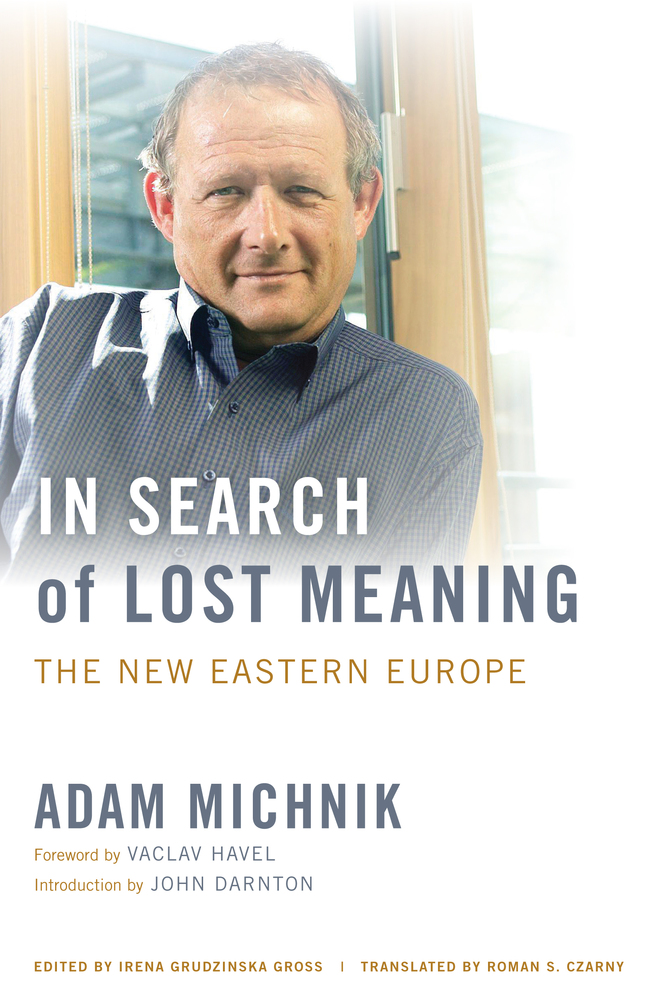 IN SEARCH
of LOST MEANING
THE NEW EASTERN EUROPE
ADAM MICHNIK
Foreword by VACLAV HAVEL
Introduction by JOHN DARNTON
EDITED BY IRENA GRUDZINSKA GROSS | TRANSLATED BY ROMAN S. CZARNY